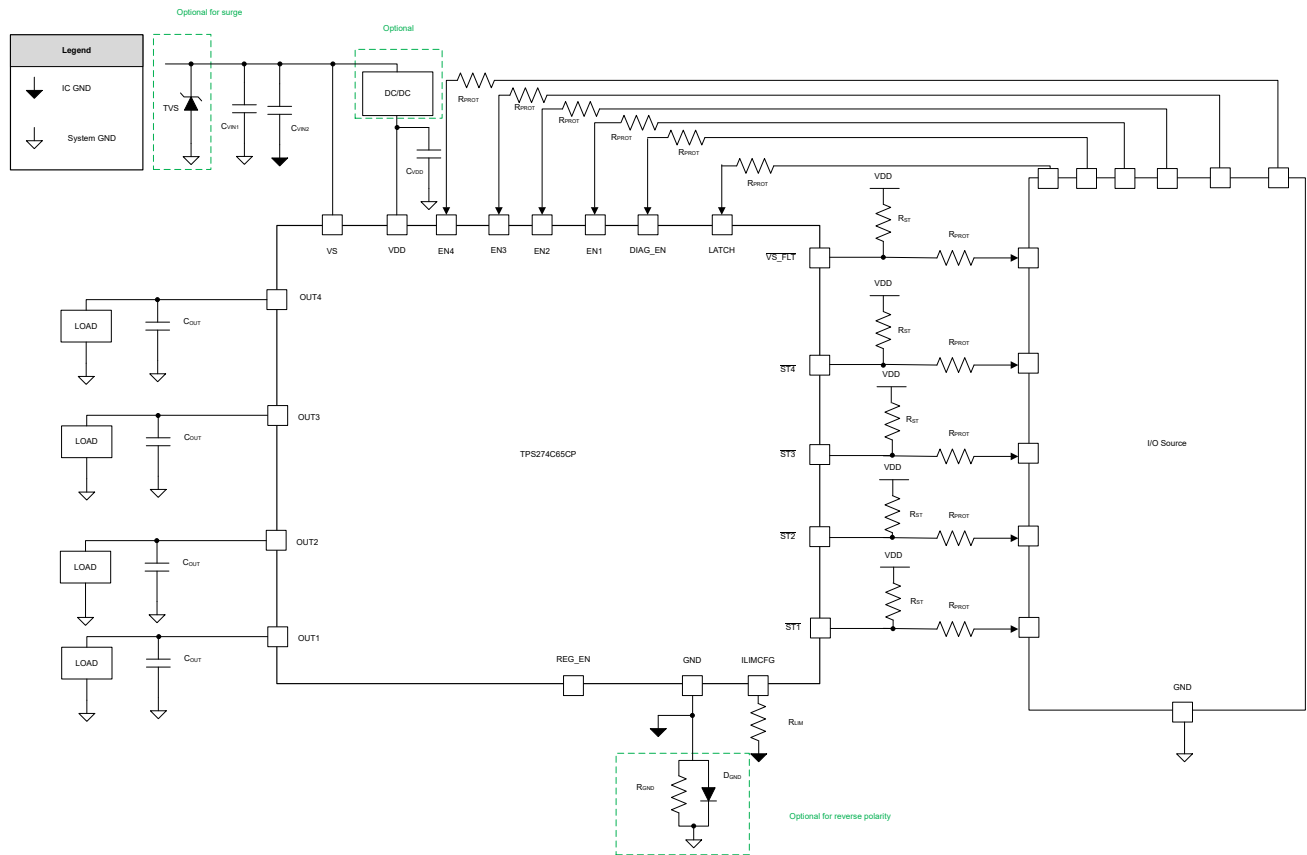 Optional for surge
Optional
Legend
IC GND
System GND
TVS
CVIN1
CVIN2
DC/DC
CVDD
RPROT
RPROT
RPROT
RPROT
RPROT
RPROT
VS
VDD
EN4
EN3
EN2
EN1
DIAG_EN
LATCH
VDD
RST
RPROT
VS_FLT
OUT4
LOAD
COUT
VDD
RST
RPROT
ST4
VDD
OUT3
LOAD
COUT
RST
RPROT
ST3
TPS274C65CP
I/O Source
VDD
OUT2
LOAD
COUT
RST
RPROT
ST2
VDD
RST
RPROT
ST1
OUT1
LOAD
COUT
REG_EN
GND
ILIMCFG
GND
RLIM
RGND
DGND
Optional for reverse polarity